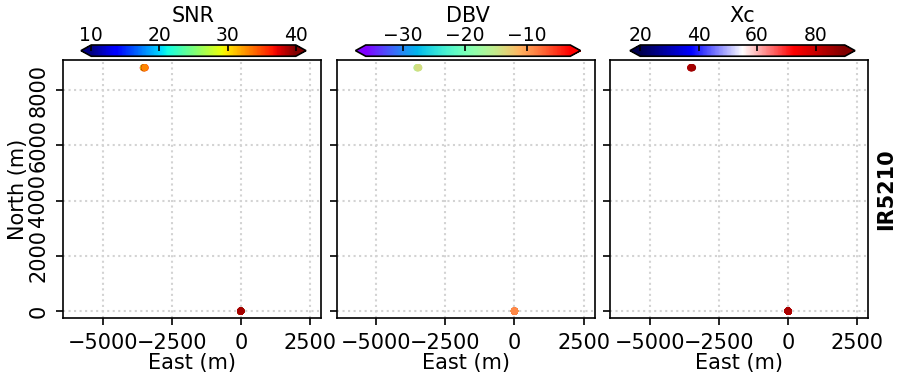 SNR DBV Xc
10 20 30 40 −30 −20 −10 20 40 60 80
North (m)
8000
6000
4000
2000
0
IR5210
−5000 −2500 0 2500 −5000 −2500 0 2500 −5000 −2500 0 2500
East (m) East (m) East (m)